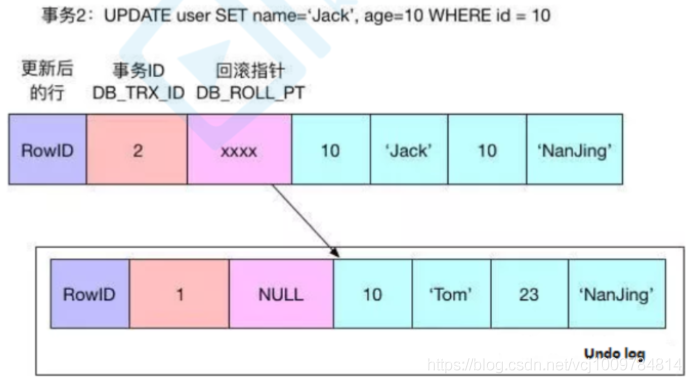 事务2：UPDATE user SET name=‘Jack’, age=10 WHERE id = 10
更新后 事务ID 回滚指针
的行 DB_TRX_ID DB_ROLL_PT
RowID 2 xxxx 10 ‘Jack’ 10 ‘NanJing’
RowID 1 NULL 10 ‘Tom’ 23 ‘NanJing’
Undo log
https://blog.csdn.net/vcj1009784814